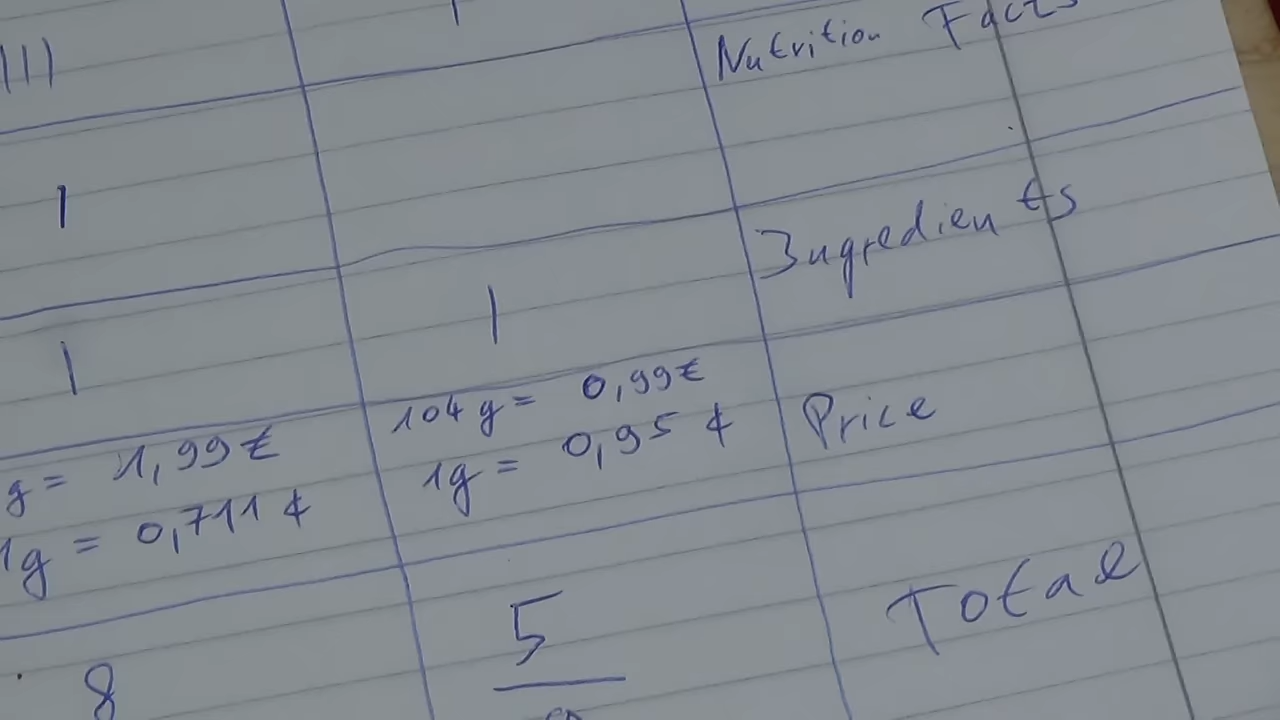 ||| Nutrition Facts
1
Ingredients
1 1
104g = 0,99€
g = 1,99€ 1g = 0,95 ¢ Price
1g = 0,711 ¢
8 5 Total